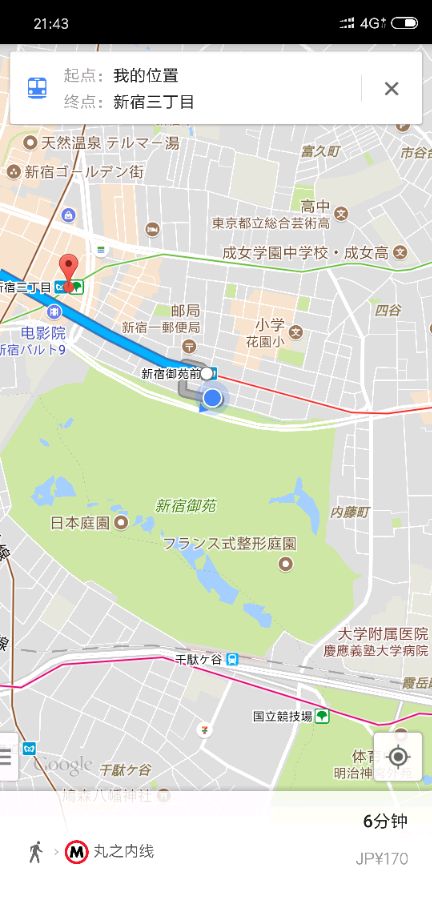 21:43
4G
起点：我的位置
终点：新宿三丁目
天然温泉 テルマー湯
新宿ゴールデン街
富久町
市谷台
高中
東京都立総合芸術高
成女学園中学校・成女高
新宿三丁目
四谷
电影院
新宿バルト9
邮局
新宿一郵便局
小学
花園小
新宿御苑前
新宿御苑
日本庭園
フランス式整形庭園
内藤町
大学附属医院
慶應義塾大学病院
千駄ケ谷
霞岳
国立競技場
体育
明治神宮外苑
Google
千駄ケ谷
鳩森八幡神社
6分钟
M 丸之内线
JP¥170